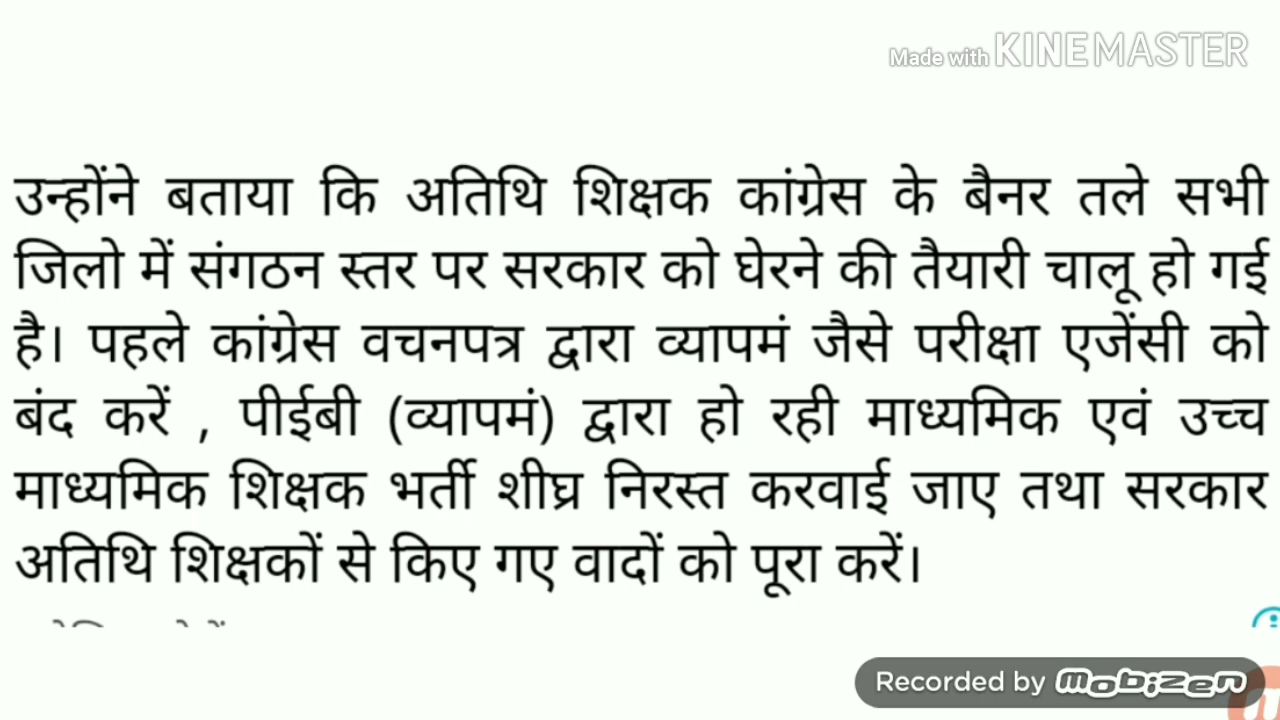 Made with KINEMASTER
उन्होंने बताया कि अतिथि शिक्षक कांग्रेस के बैनर तले सभी
जिलो में संगठन स्तर पर सरकार को घेरने की तैयारी चालू हो गई
है। पहले कांग्रेस वचनपत्र द्वारा व्यापमं जैसे परीक्षा एजेंसी को
बंद करें , पीईबी (व्यापमं) द्वारा हो रही माध्यमिक एवं उच्च
माध्यमिक शिक्षक भर्ती शीघ्र निरस्त करवाई जाए तथा सरकार
अतिथि शिक्षकों से किए गए वादों को पूरा करें।
Recorded by mobizen